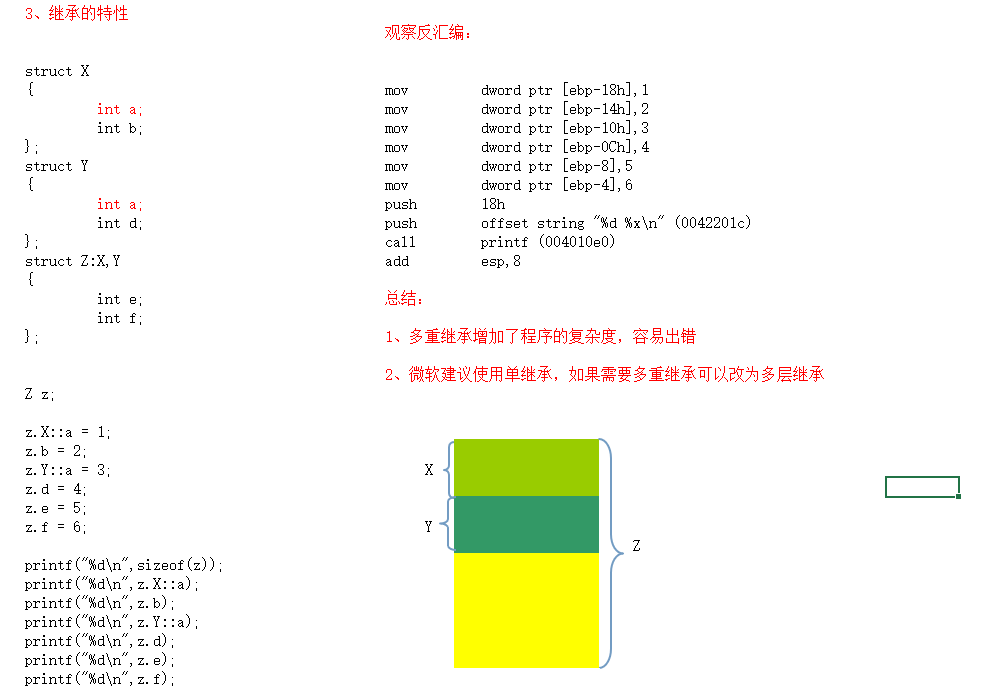 3、继承的特性
struct X
{
int a;
int b;
};
struct Y
{
int a;
int d;
};
struct Z:X,Y
{
int e;
int f;
};
Z z;
z.X::a = 1;
z.b = 2;
z.Y::a = 3;
z.d = 4;
z.e = 5;
z.f = 6;
printf("%d\n",sizeof(z));
printf("%d\n",z.X::a);
printf("%d\n",z.b);
printf("%d\n",z.Y::a);
printf("%d\n",z.d);
printf("%d\n",z.e);
printf("%d\n",z.f);
观察反汇编：
mov dword ptr [ebp-18h],1
mov dword ptr [ebp-14h],2
mov dword ptr [ebp-10h],3
mov dword ptr [ebp-0Ch],4
mov dword ptr [ebp-8],5
mov dword ptr [ebp-4],6
push 18h
push offset string "%d %x\n" (0042201c)
call printf (004010e0)
add esp,8
总结：
1、多重继承增加了程序的复杂度，容易出错
2、微软建议使用单继承，如果需要多重继承可以改为多层继承
X
Y
Z